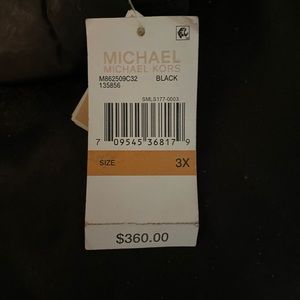 MICHAEL
MICHAEL KORS
M862509C32 BLACK
135856
SMLS177-0003
7 09545 36817 9
SIZE 3X
$360.00